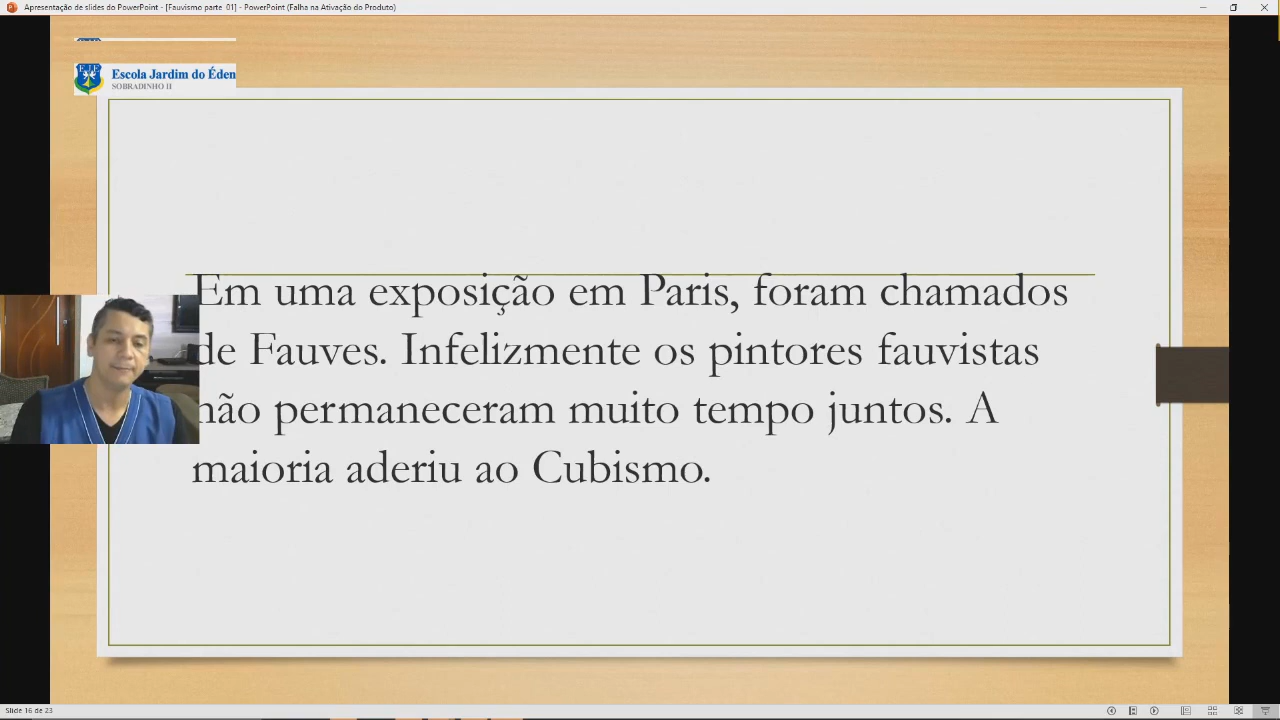 Apresentação de slides do PowerPoint - [Fauvismo parte 01] - PowerPoint (Falha na Ativação do Produto)
E J E
Escola Jardim do Éden
SOBRADINHO II
Em uma exposição em Paris, foram chamados
de Fauves. Infelizmente os pintores fauvistas
não permaneceram muito tempo juntos. A
maioria aderiu ao Cubismo.
Slide 16 de 23